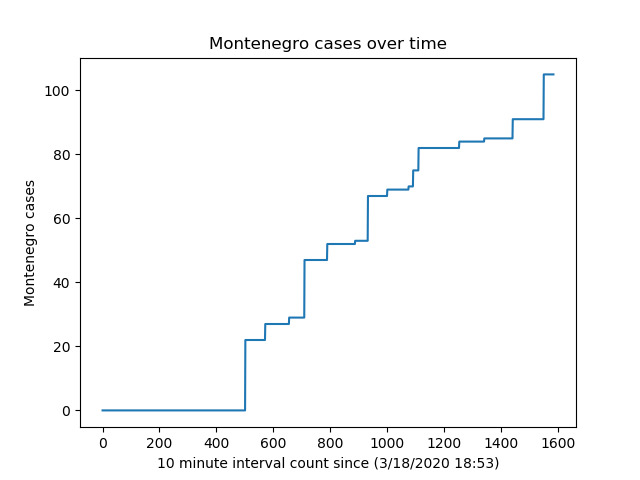 Montenegro cases over time
100
80
60
40
20
0
Montenegro cases
0 200 400 600 800 1000 1200 1400 1600
10 minute interval count since (3/18/2020 18:53)